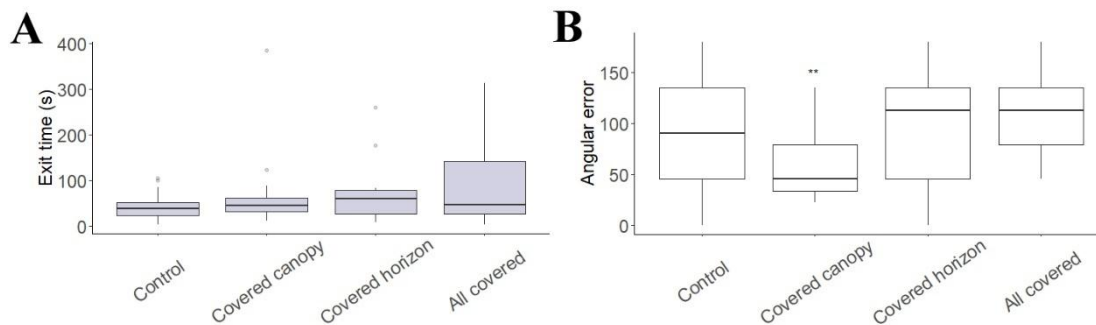 A
Exit time (s)
400
300
200
100
0
Control
Covered canopy
Covered horizon
All covered
B
Angular error
150
100
50
0
**
Control
Covered canopy
Covered horizon
All covered